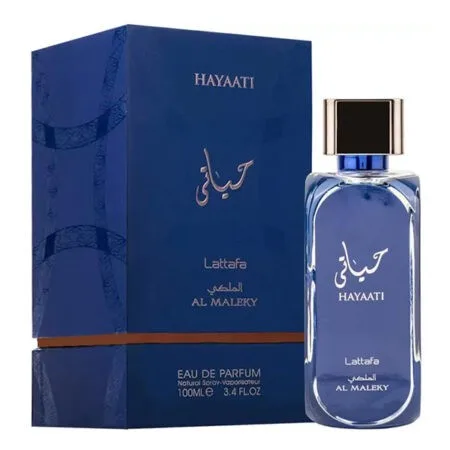 HAYAATI
حياتي
Lattafa
الملكي
AL MALEKY
EAU DE PARFUM
Natural Spray-Vaporisateur
100ML℮ 3.4 FL.OZ
حياتي
HAYAATI
Lattafa
الملكي
AL MALEKY